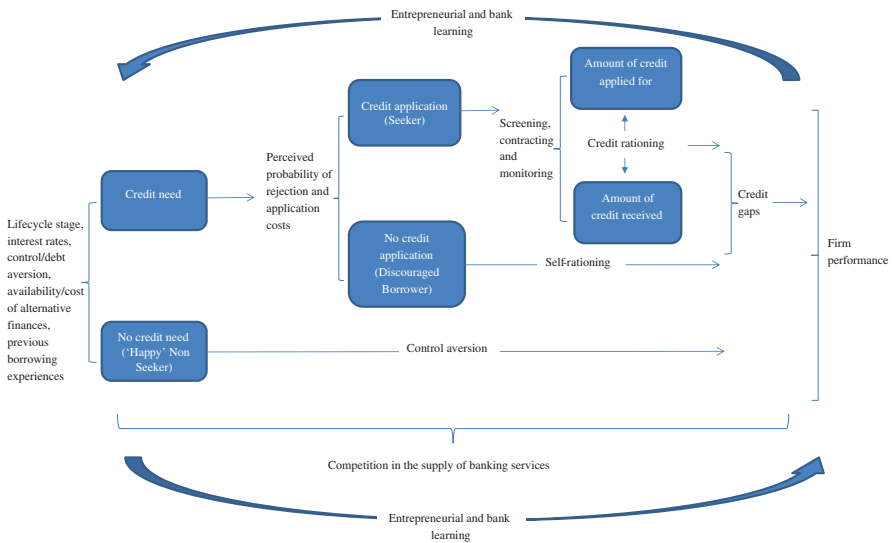 Entrepreneurial and bank
learning
Amount of credit
applied for
Credit application
(Seeker)
Screening,
contracting
and
monitoring
Credit rationing
Perceived
probability of
rejection and
application
costs
Credit need
Amount of
credit received
Credit
gaps
Lifecycle stage,
interest rates,
control/debt
aversion,
availability/cost
of alternative
finances,
previous
borrowing
experiences
No credit
application
(Discouraged
Borrower)
Self-rationing
Firm
performance
No credit need
(‘Happy’ Non
Seeker)
Control aversion
Competition in the supply of banking services
Entrepreneurial and bank
learning